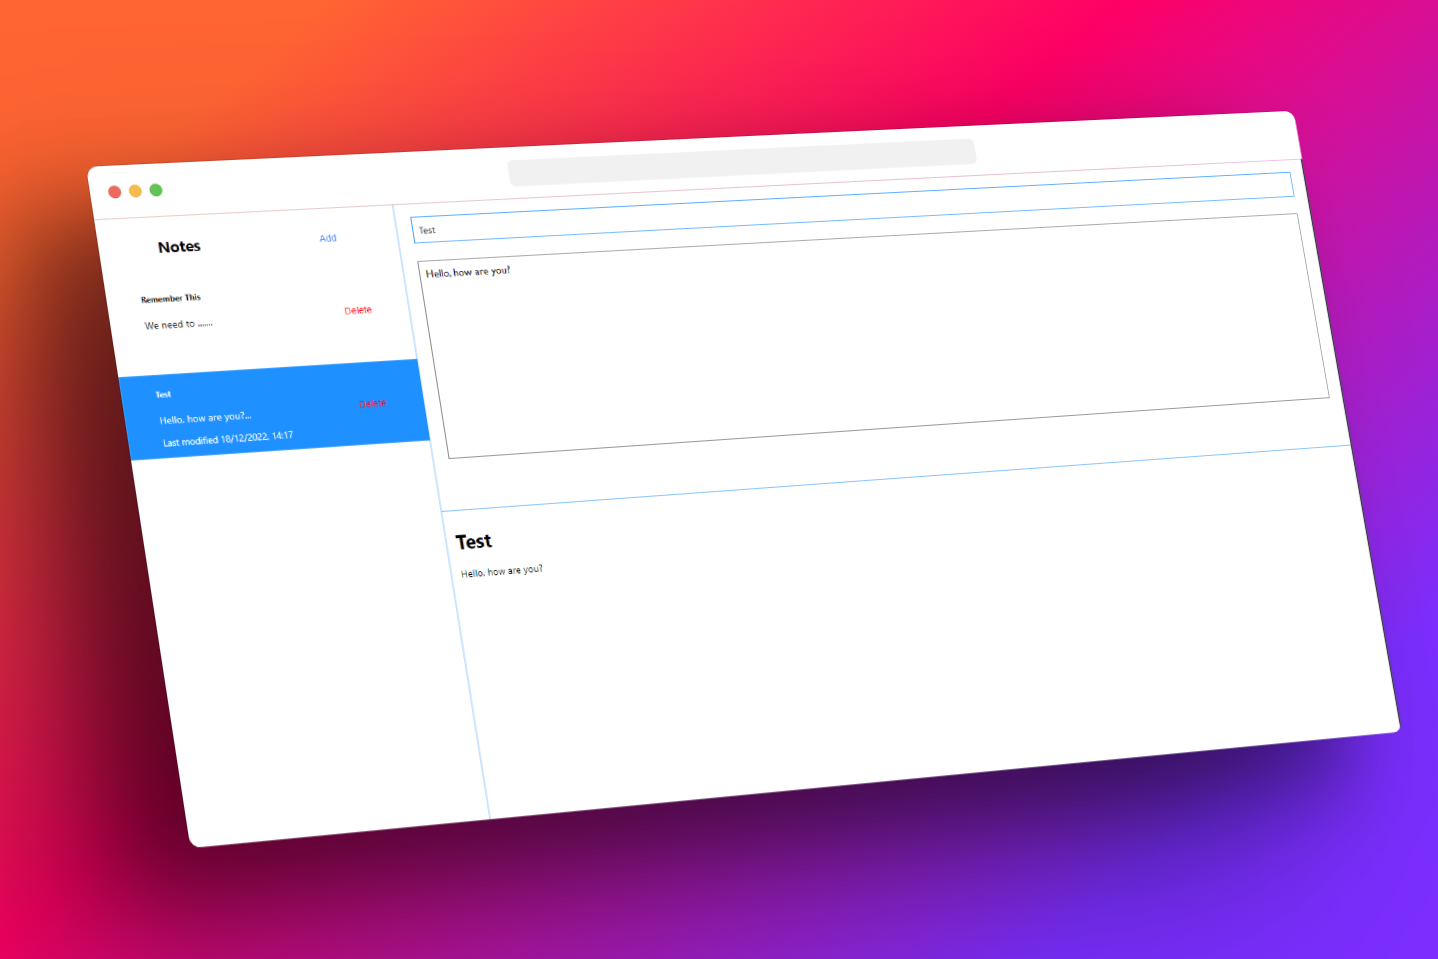 Notes
Add
Remember This
We need to .......
Delete
Test
Hello, how are you?...
Delete
Last modified 18/12/2022, 14:17
Test
Hello, how are you?
Test
Hello, how are you?